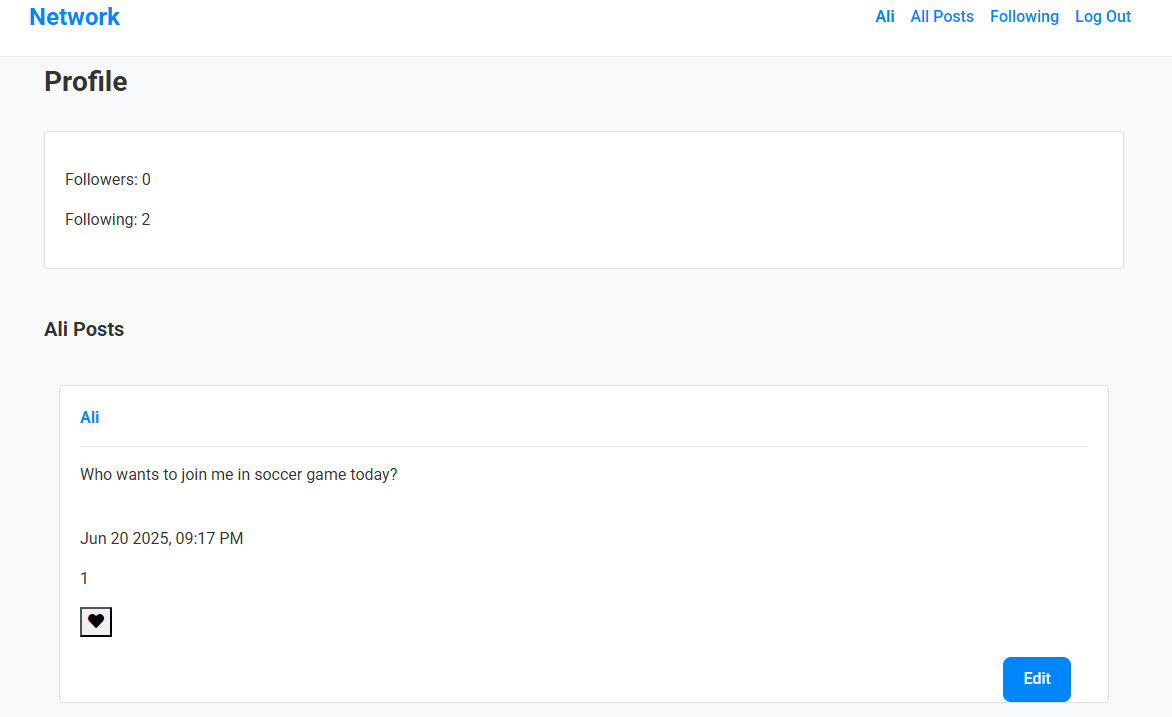 Network
Ali All Posts Following Log Out
Profile
Followers: 0
Following: 2
Ali Posts
Ali
Who wants to join me in soccer game today?
Jun 20 2025, 09:17 PM
1
Edit